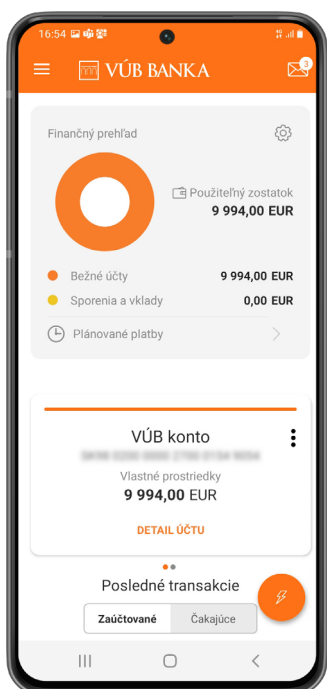 16:54
VÚB BANKA
3
Finančný prehľad
Použiteľný zostatok
9 994,00 EUR
Bežné účty 9 994,00 EUR
Sporenia a vklady 0,00 EUR
Plánované platby
VÚB konto
Vlastné prostriedky
9 994,00 EUR
DETAIL ÚČTU
Posledné transakcie
Zaúčtované Čakajúce